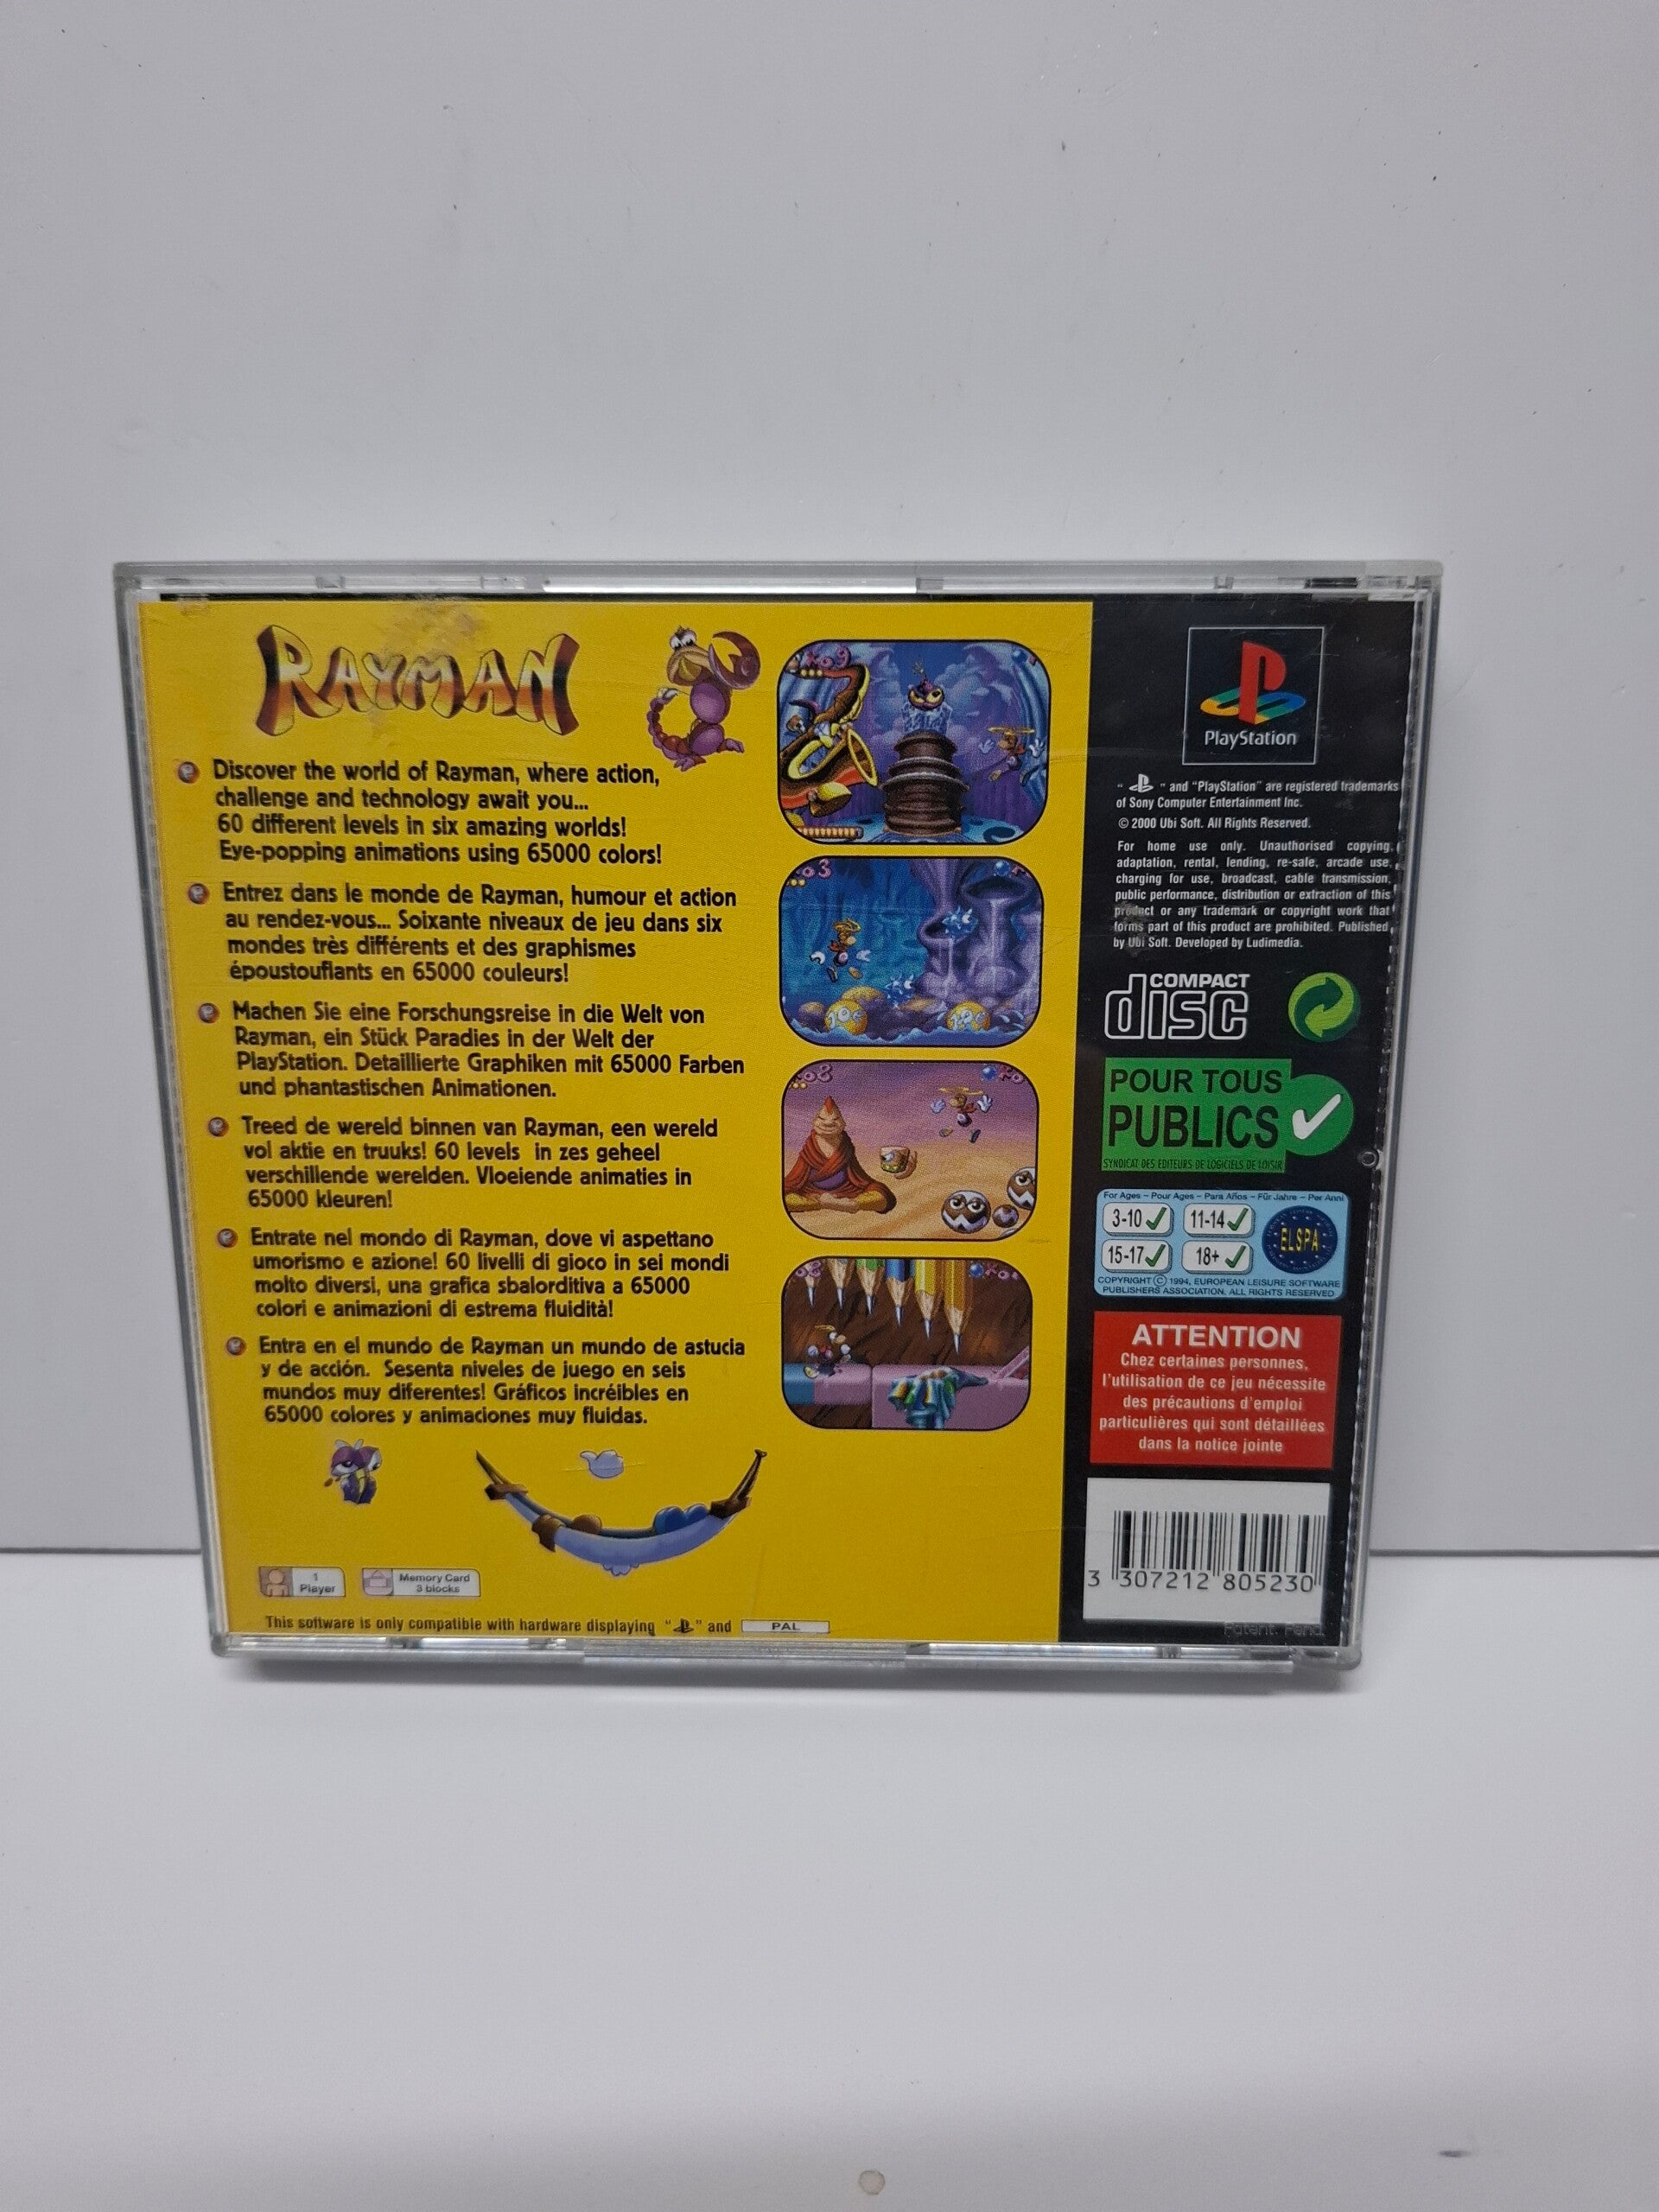 RAYMAN
Discover the world of Rayman, where action,
challenge and technology await you...
60 different levels in six amazing worlds!
Eye-popping animations using 65000 colors!
Entrez dans le monde de Rayman, humour et action
au rendez-vous... Soixante niveaux de jeu dans six
mondes très différents et des graphismes
époustouflants en 65000 couleurs!
Machen Sie eine Forschungsreise in die Welt von
Rayman, ein Stück Paradies in der Welt der
PlayStation. Detaillierte Graphiken mit 65000 Farben
und phantastischen Animationen.
Treed de wereld binnen van Rayman, een wereld
vol aktie en truuks! 60 levels in zes geheel
verschillende werelden. Vloeiende animaties in
65000 kleuren!
Entrate nel mondo di Rayman, dove vi aspettano
umorismo e azione! 60 livelli di gioco in sei mondi
molto diversi, una grafica sbalorditiva a 65000
colori e animazioni di estrema fluidità!
Entra en el mundo de Rayman un mundo de astucia
y de acción. Sesenta niveles de juego en seis
mundos muy diferentes! Gráficos incréibles en
65000 colores y animaciones muy fluidas.
1
Player
Memory Card
3 blocks
This software is only compatible with hardware displaying " " and PAL
PlayStation
" " and "PlayStation" are registered trademarks
of Sony Computer Entertainment Inc.
© 2000 Ubi Soft. All Rights Reserved.
For home use only. Unauthorised copying,
adaptation, rental, lending, re-safe, arcade use,
charging for use, broadcast, cable transmission,
public performance, distribution or extraction of this
product or any trademark or copyright work that
forms part of this product are prohibited. Published
by Ubi Soft. Developed by Ludimedia.
COMPACT
disc
POUR TOUS
PUBLICS
SYNDICAT DES EDITEURS DE LOGICIELS DE LOISIR
For Ages – Pour Ages – Para Años – Für Jahre – Per Anni
3-10 11-14
15-17 18+
ELSPA
COPYRIGHT © 1994, EUROPEAN LEISURE SOFTWARE
PUBLISHERS ASSOCIATION. ALL RIGHTS RESERVED
ATTENTION
Chez certaines personnes,
l'utilisation de ce jeu nécessite
des précautions d'emploi
particulières qui sont détaillées
dans la notice jointe
3 307212 805230
Patent. Pend.